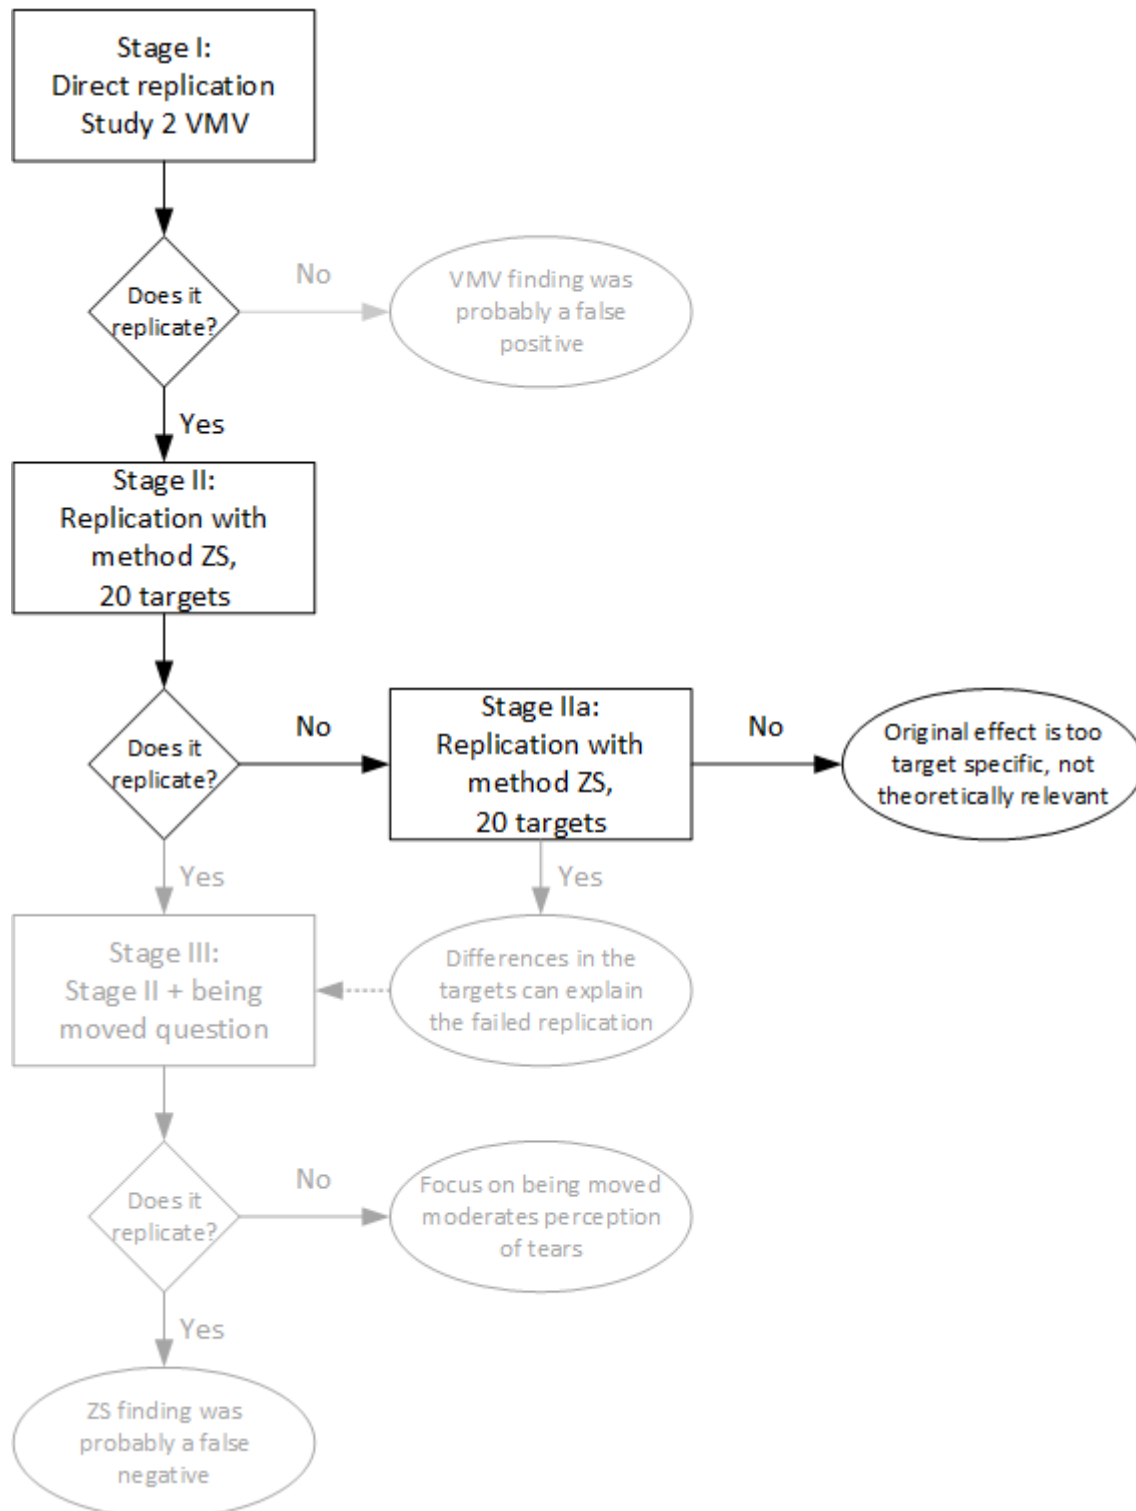 Stage I:
Direct replication
Study 2 VMV
Does it
replicate?
No
VMV finding was
probably a false
positive
Yes
Stage II:
Replication with
method ZS,
20 targets
Does it
replicate?
No
Stage IIa:
Replication with
method ZS,
20 targets
No
Original effect is too
target specific, not
theoretically relevant
Yes
Yes
Stage III:
Stage II + being
moved question
Differences in the
targets can explain
the failed replication
Does it
replicate?
No
Focus on being moved
moderates perception
of tears
Yes
ZS finding was
probably a false
negative